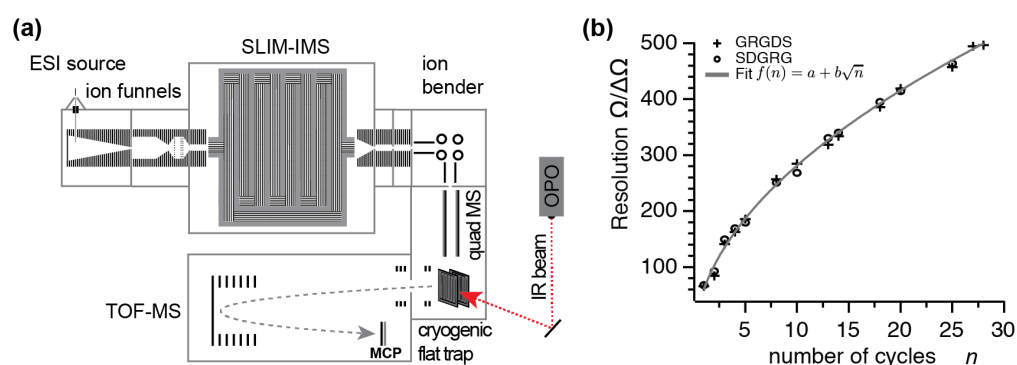 (a)
SLIM-IMS
ESI source
ion funnels
ion
bender
OPO
quad MS
IR beam
TOF-MS
MCP
cryogenic
flat trap
(b)
500
400
300
200
100
Resolution Ω/ΔΩ
GRGDS
SDGRG
Fit f(n) = a + b√n
5
10
15
20
25
30
number of cycles n